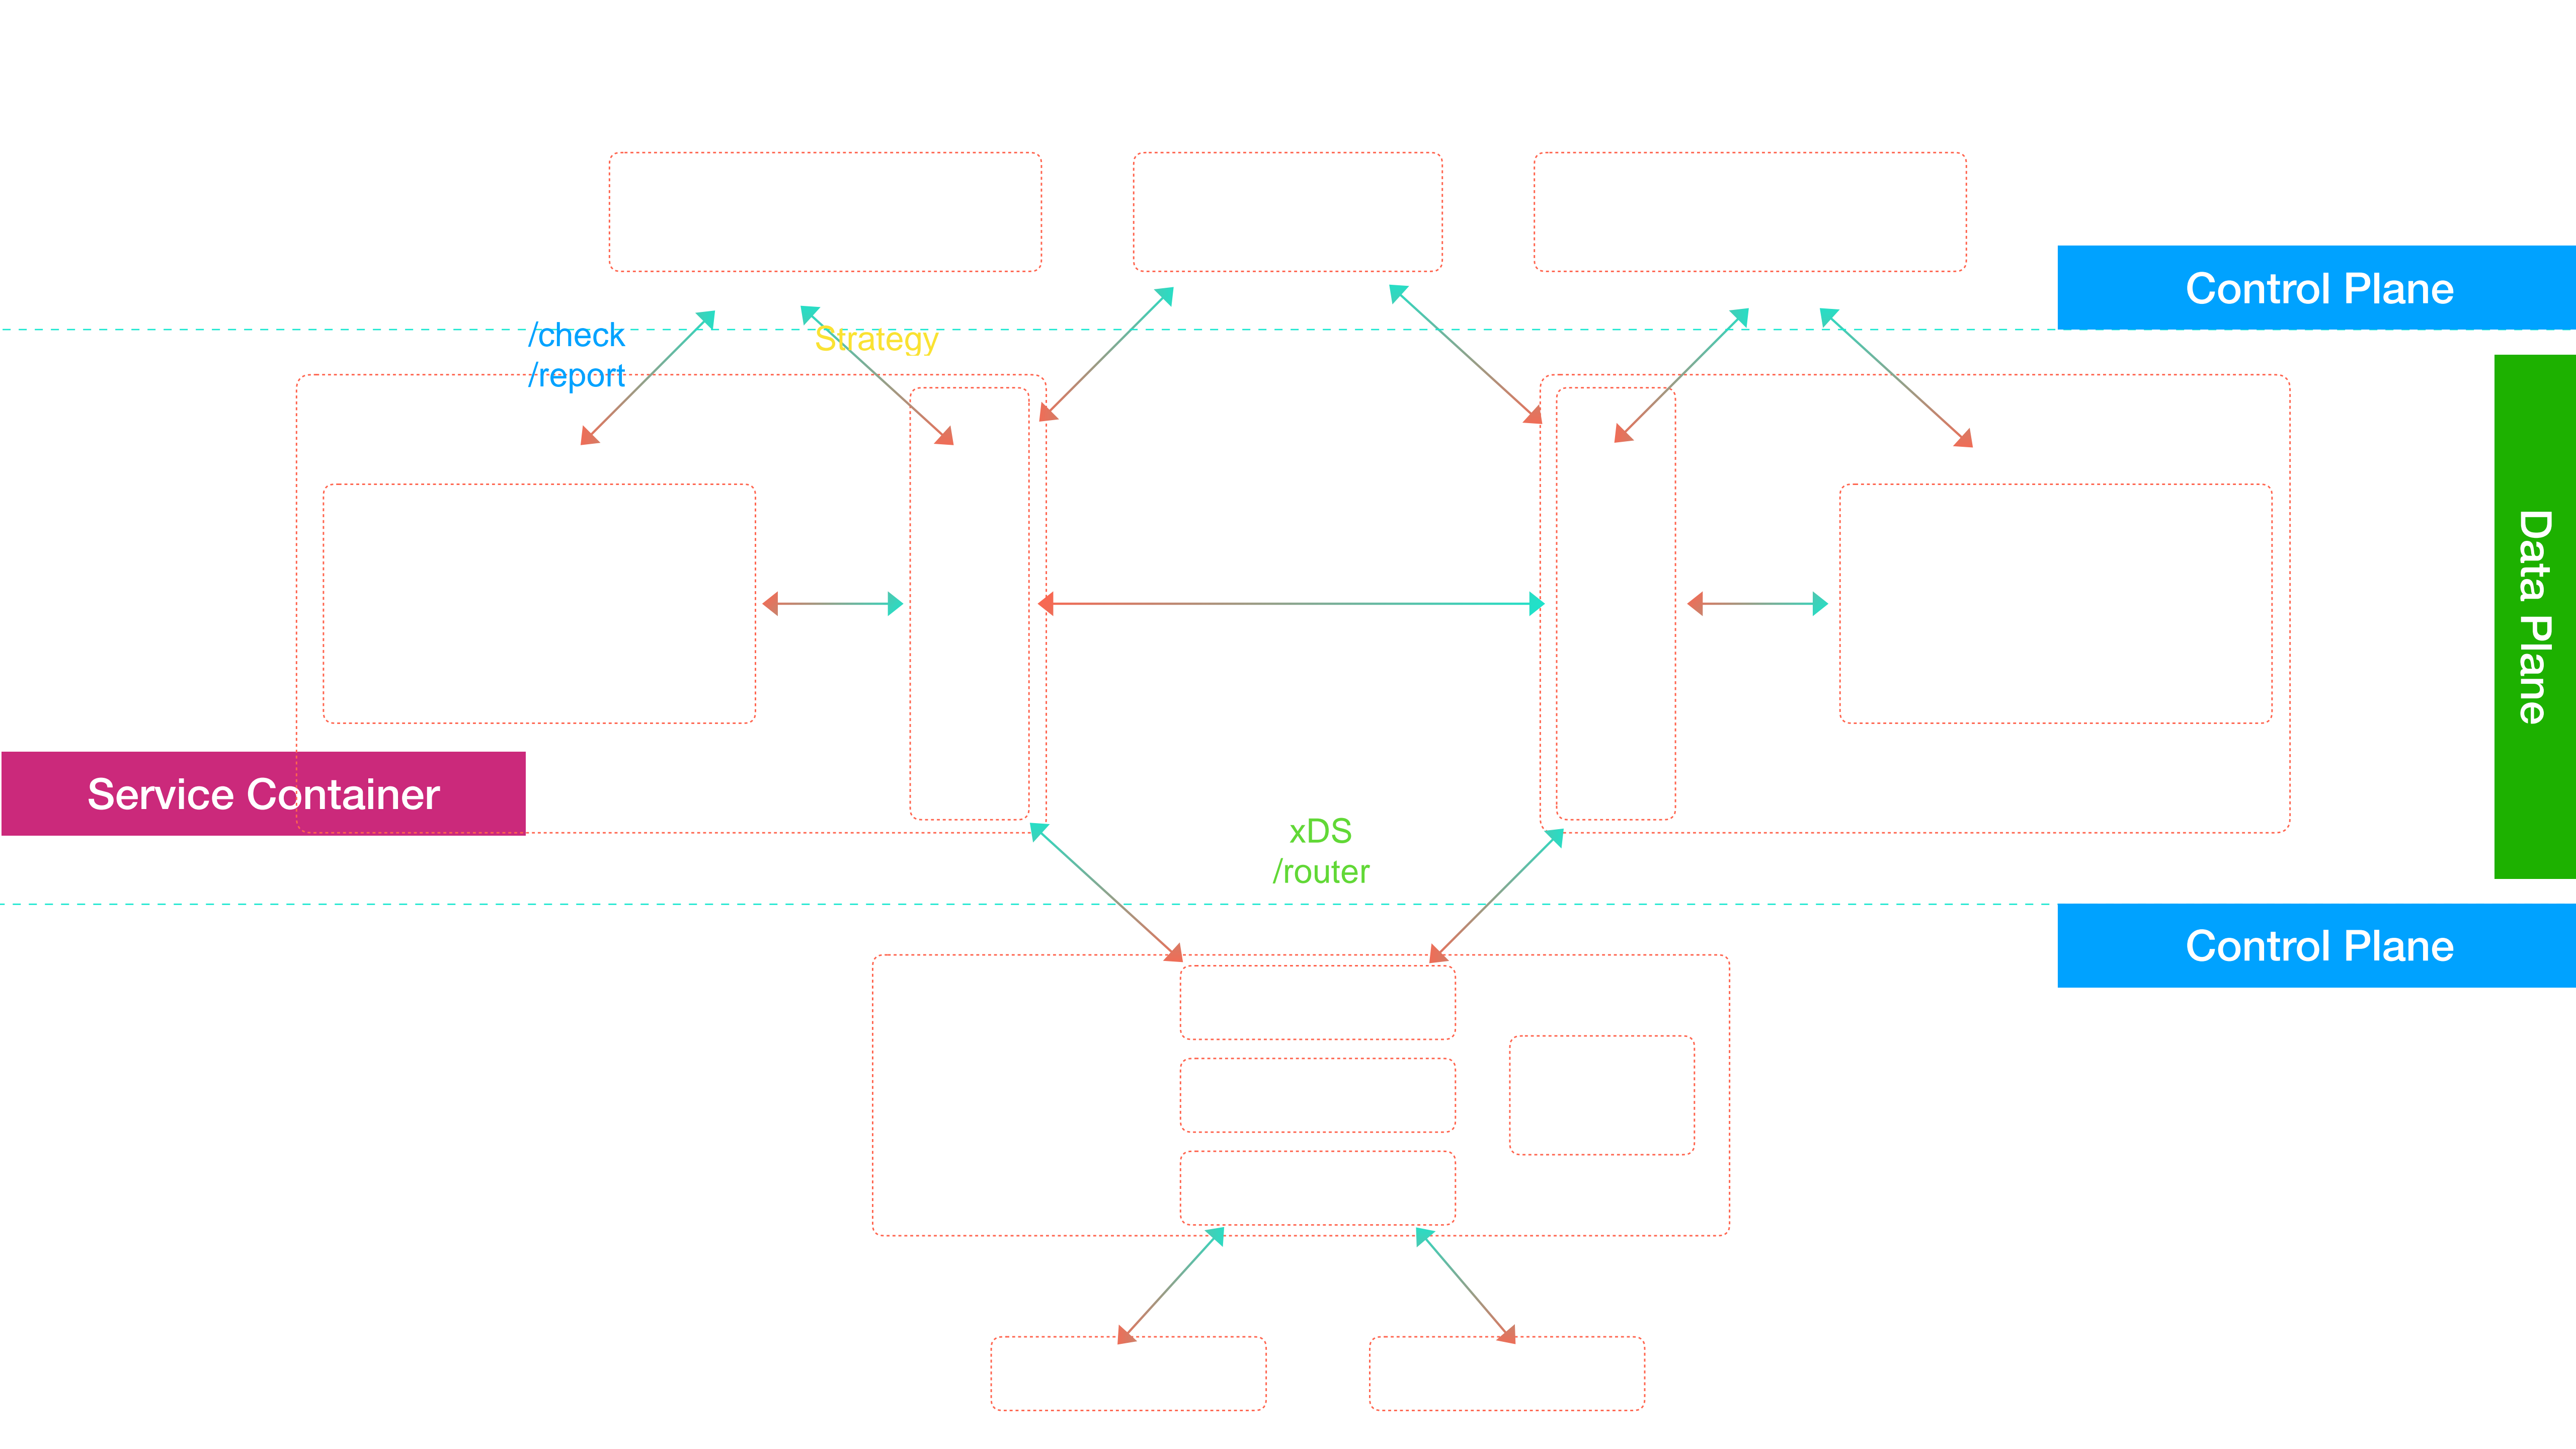 Control Plane
/check
/report
Strategy
Data Plane
Service Container
xDS
/router
Control Plane